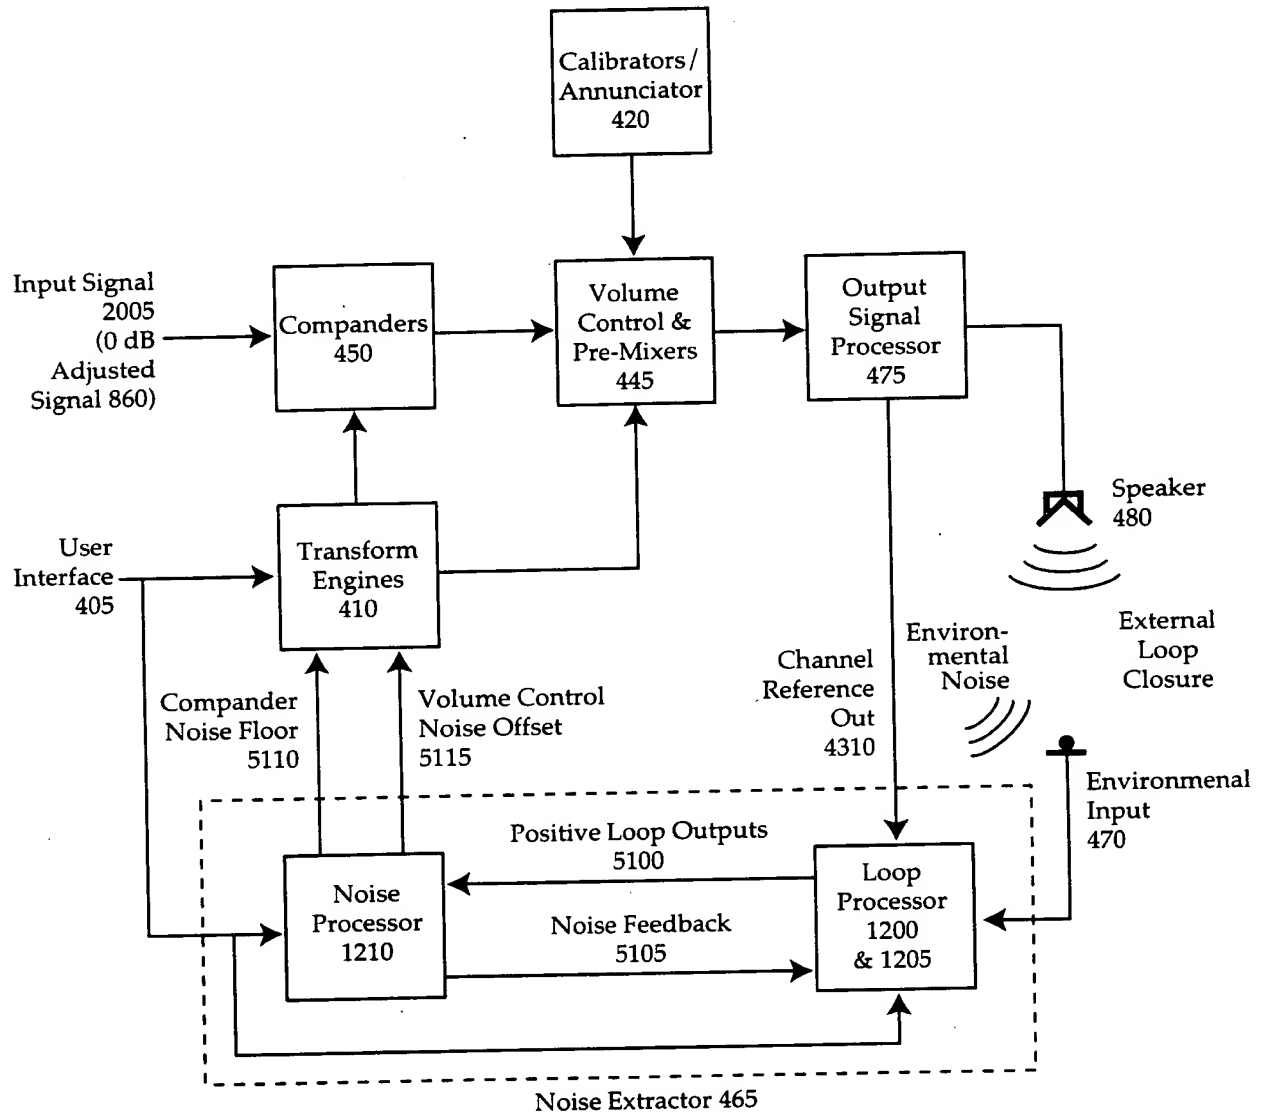 Calibrators/
Annunciator
420
Input Signal
2005
(0 dB
Adjusted
Signal 860)
Companders
450
Volume
Control &
Pre-Mixers
445
Output
Signal
Processor
475
Speaker
480
User
Interface
405
Transform
Engines
410
External
Loop
Closure
Environ-
mental
Noise
Channel
Reference
Out
4310
Compander
Noise Floor
5110
Volume Control
Noise Offset
5115
Environmenal
Input
470
Positive Loop Outputs
5100
Noise
Processor
1210
Noise Feedback
5105
Loop
Processor
1200
& 1205
Noise Extractor 465